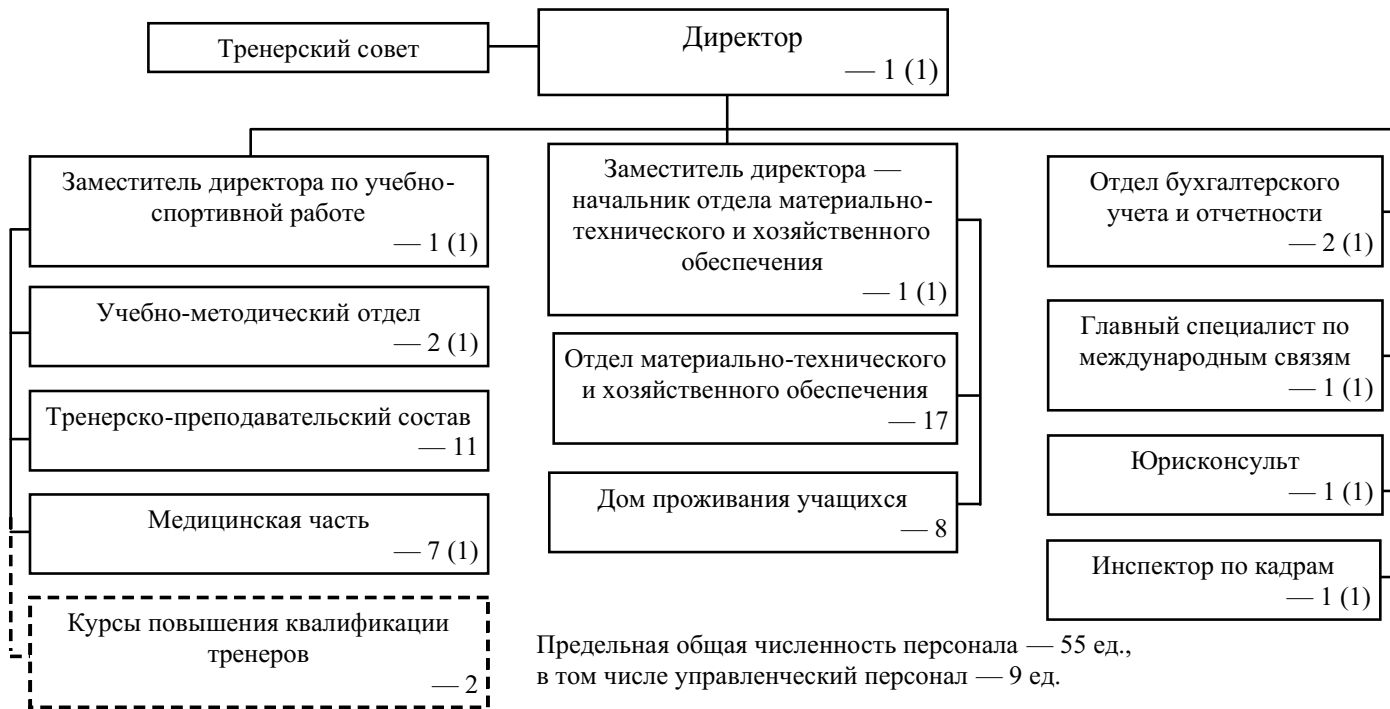 Тренерский совет
Директор
— 1 (1)
Заместитель директора по учебно-
спортивной работе
— 1 (1)
Учебно-методический отдел
— 2 (1)
Тренерско-преподавательский состав
— 11
Медицинская часть
— 7 (1)
Курсы повышения квалификации
тренеров
— 2
Заместитель директора —
начальник отдела материально-
технического и хозяйственного
обеспечения
— 1 (1)
Отдел материально-технического
и хозяйственного обеспечения
— 17
Дом проживания учащихся
— 8
Отдел бухгалтерского
учета и отчетности
— 2 (1)
Главный специалист по
международным связям
— 1 (1)
Юрисконсульт
— 1 (1)
Инспектор по кадрам
— 1 (1)
Предельная общая численность персонала — 55 ед.,
в том числе управленческий персонал — 9 ед.